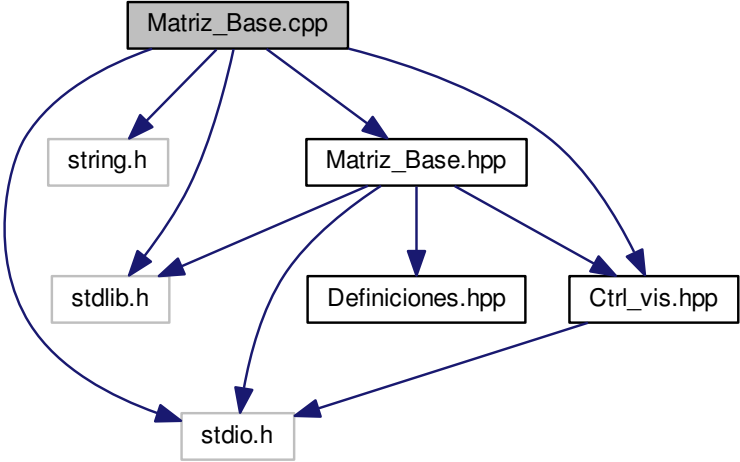 Matriz_Base.cpp
string.h
Matriz_Base.hpp
stdlib.h
Definiciones.hpp
Ctrl_vis.hpp
stdio.h